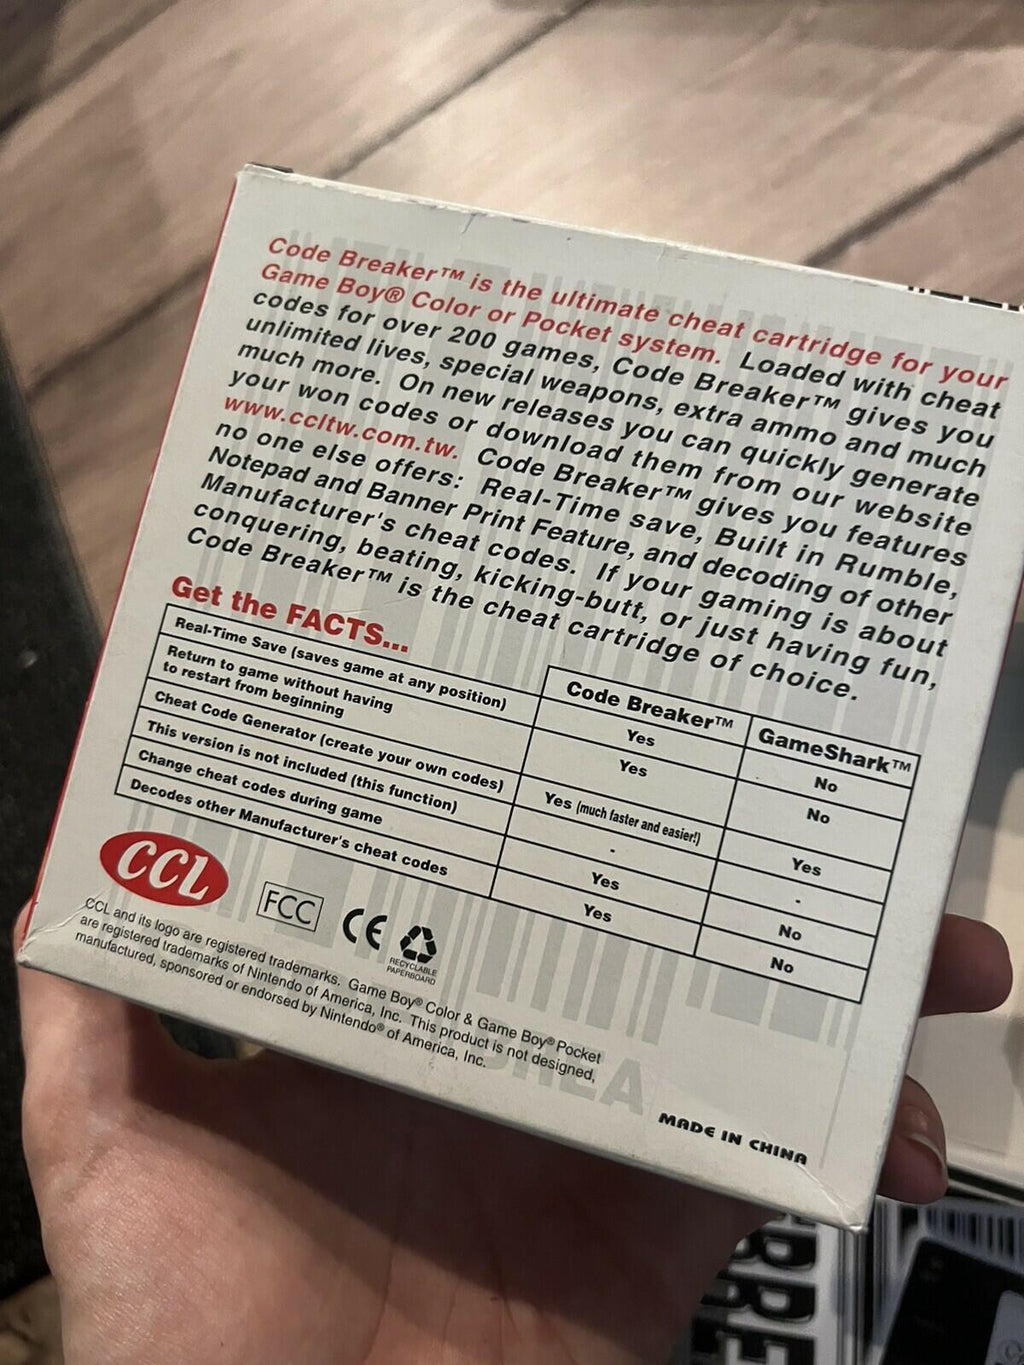 Code Breaker™ is the ultimate cheat cartridge for your
Game Boy® Color or Pocket system. Loaded with cheat
codes for over 200 games, Code Breaker™ gives you
unlimited lives, special weapons, extra ammo and much
much more. On new releases you can quickly generate
your won codes or download them from our website
www.ccltw.com.tw. Code Breaker™ gives you features
no one else offers: Real-Time save, Built in Rumble,
Notepad and Banner Print Feature, and decoding of other
Manufacturer's cheat codes. If your gaming is about
conquering, beating, kicking-butt, or just having fun,
Code Breaker™ is the cheat cartridge of choice.
Get the FACTS...
Code Breaker™ GameShark™
Real-Time Save (saves game at any position) Yes No
Return to game without having
to restart from beginning Yes No
Cheat Code Generator (create your own codes) Yes (much faster and easier!) Yes
This version is not included (this function) - -
Change cheat codes during game Yes No
Decodes other Manufacturer's cheat codes Yes No
CCL
FCC CE
RECYCLABLE
PAPERBOARD
CCL and its logo are registered trademarks. Game Boy® Color & Game Boy® Pocket
are registered trademarks of Nintendo of America, Inc. This product is not designed,
manufactured, sponsored or endorsed by Nintendo® of America, Inc.
MADE IN CHINA